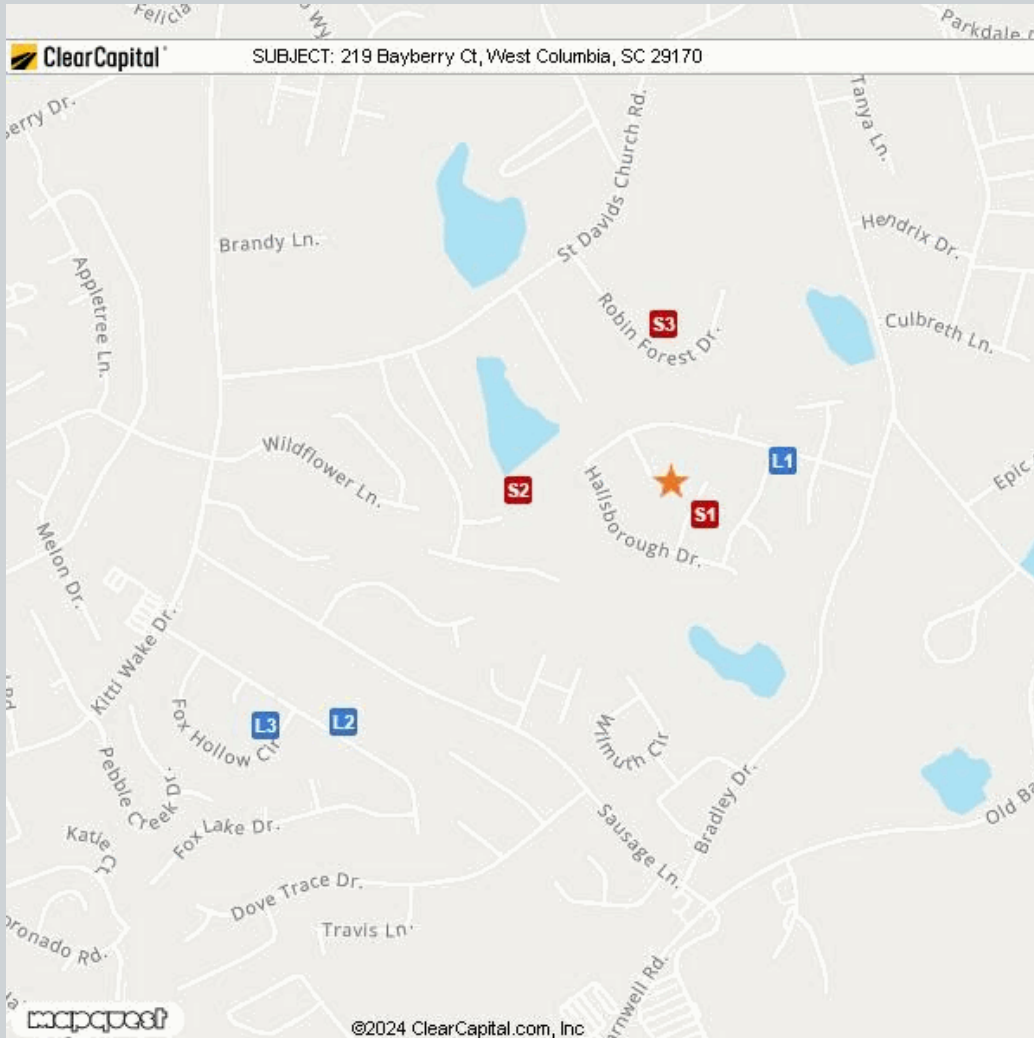 Felicia
Parkdale
ClearCapital
SUBJECT: 219 Bayberry Ct, West Columbia, SC 29170
Dr.
Tanya Ln.
St Davids Church Rd.
Hendrix Dr.
Brandy Ln.
Appletree Ln.
Robin Forest Dr.
S3
Culbreth Ln.
Wildflower Ln.
L1
Epic
S2
Hallsborough Dr.
S1
Melon Dr.
Kitti Wake Dr.
Fox Hollow Cir
L3
L2
Wilmuth Cir
Pebble Creek Dr.
Bradley Dr.
Old
Katie Ct
Fox Lake Dr.
Sausage Ln.
Dove Trace Dr.
Travis Ln.
Rd.
Rd.
mapquest
©2024 ClearCapital.com, Inc